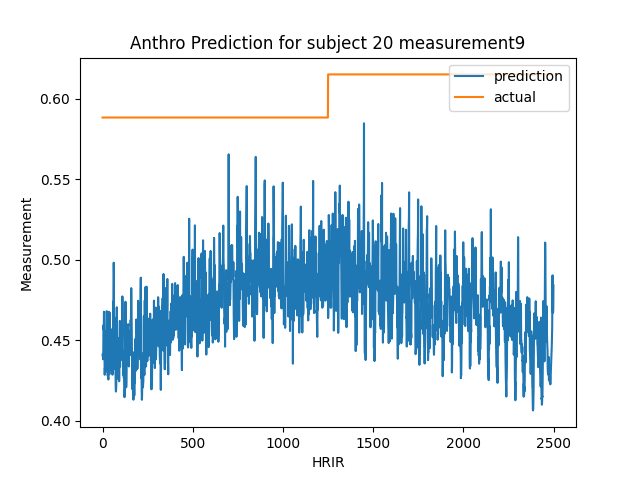 Anthro Prediction for subject 20 measurement9
prediction
actual
Measurement
0.60
0.55
0.50
0.45
0.40
0
500
1000
1500
2000
2500
HRIR